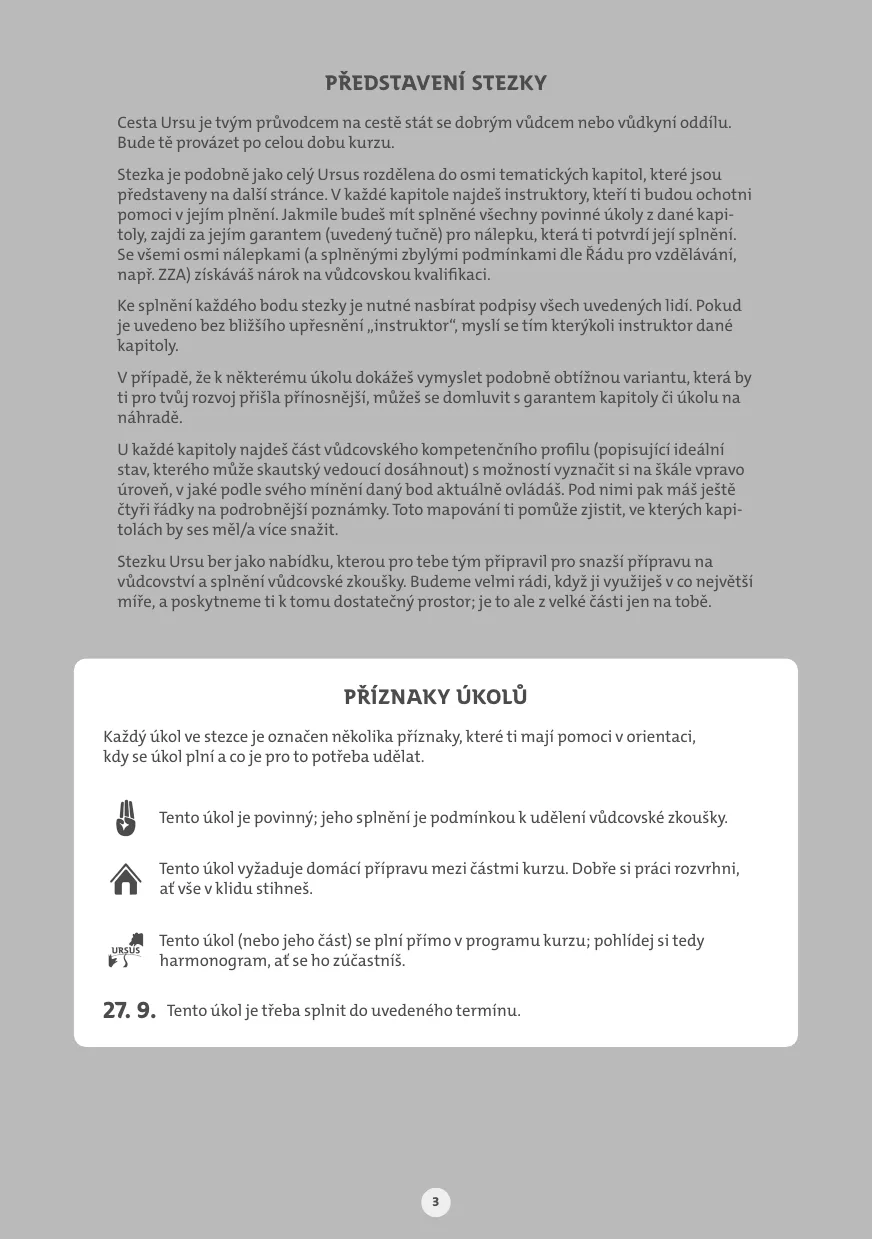 PŘEDSTAVENÍ STEZKY
Cesta Ursu je tvým průvodcem na cestě stát se dobrým vůdcem nebo vůdkyní oddílu.
Bude tě provázet po celou dobu kurzu.
Stezka je podobně jako celý Ursus rozdělena do osmi tematických kapitol, které jsou
představeny na další stránce. V každé kapitole najdeš instruktory, kteří ti budou ochotni
pomoci v jejím plnění. Jakmile budeš mít splněné všechny povinné úkoly z dané kapi-
toly, zajdi za jejím garantem (uvedený tučně) pro nálepku, která ti potvrdí její splnění.
Se všemi osmi nálepkami (a splněnými zbylými podmínkami dle Řádu pro vzdělávání,
např. ZZA) získáváš nárok na vůdcovskou kvalifikaci.
Ke splnění každého bodu stezky je nutné nasbírat podpisy všech uvedených lidí. Pokud
je uvedeno bez bližšího upřesnění „instruktor“, myslí se tím kterýkoli instruktor dané
kapitoly.
V případě, že k některému úkolu dokážeš vymyslet podobně obtížnou variantu, která by
ti pro tvůj rozvoj přišla přínosnější, můžeš se domluvit s garantem kapitoly či úkolu na
náhradě.
U každé kapitoly najdeš část vůdcovského kompetenčního profilu (popisující ideální
stav, kterého může skautský vedoucí dosáhnout) s možností vyznačit si na škále vpravo
úroveň, v jaké podle svého mínění daný bod aktuálně ovládáš. Pod nimi pak máš ještě
čtyři řádky na podrobnější poznámky. Toto mapování ti pomůže zjistit, ve kterých kapi-
tolách by ses měl/a více snažit.
Stezku Ursu ber jako nabídku, kterou pro tebe tým připravil pro snazší přípravu na
vůdcovství a splnění vůdcovské zkoušky. Budeme velmi rádi, když ji využiješ v co největší
míře, a poskytneme ti k tomu dostatečný prostor; je to ale z velké části jen na tobě.
PŘÍZNAKY ÚKOLŮ
Každý úkol ve stezce je označen několika příznaky, které ti mají pomoci v orientaci,
kdy se úkol plní a co je pro to potřeba udělat.
Tento úkol je povinný; jeho splnění je podmínkou k udělení vůdcovské zkoušky.
Tento úkol vyžaduje domácí přípravu mezi částmi kurzu. Dobře si práci rozvrhni,
ať vše v klidu stihneš.
URSUS
Tento úkol (nebo jeho část) se plní přímo v programu kurzu; pohlídej si tedy
harmonogram, ať se ho zúčastníš.
27. 9. Tento úkol je třeba splnit do uvedeného termínu.
3